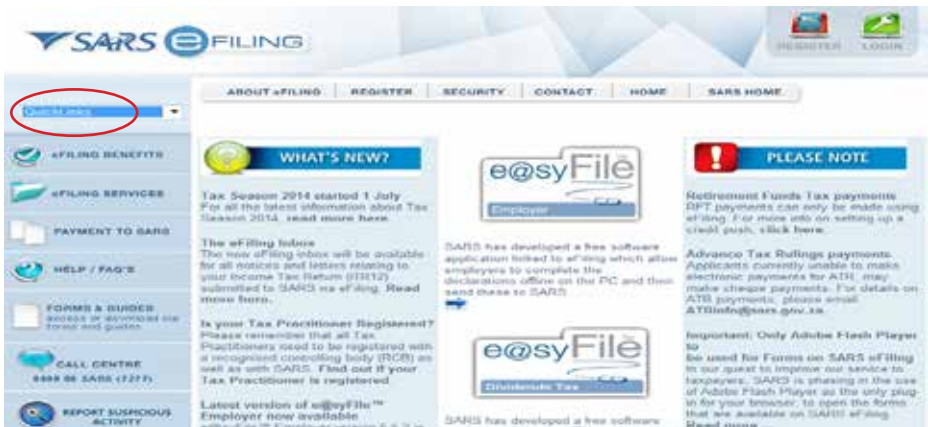 SARS eFILING
REGISTER LOGIN
ABOUT eFILING REGISTER SECURITY CONTACT HOME SARS HOME
QuickLinks
eFILING BENEFITS
eFILING SERVICES
PAYMENT TO SARS
HELP / FAQ'S
FORMS & GUIDES
access or download tax
forms and guides
CALL CENTRE
0800 00 SARS (7277)
REPORT SUSPICIOUS
ACTIVITY
WHAT'S NEW?
Tax Season 2014 started 1 July
For all the latest information about Tax
Season 2014, read more here.
The eFiling Inbox
The new eFiling inbox will be available
for all notices and letters relating to
your Income Tax Return (ITR12)
submitted to SARS via eFiling. Read
more here.
Is your Tax Practitioner Registered?
Please remember that all Tax
Practitioners need to be registered with
a recognised controlling body (RCB) as
well as with SARS. Find out if your
Tax Practitioner is registered
Latest version of e@syFile™
Employer now available
e@syFile
Employer
SARS has developed a free software
application linked to eFiling which allow
employers to complete the
declarations offline on the PC and then
send these to SARS
e@syFile
Dividends Tax
SARS has developed a free software
PLEASE NOTE
Retirement Funds Tax payments
RFT payments can only be made using
eFiling. For more info on setting up a
credit push, click here.
Advance Tax Rulings payments
Applicants currently unable to make
electronic payments for ATR, may
make cheque payments. For details on
ATR payments, please email
ATRinfo@sars.gov.za
Important: Only Adobe Flash Player
to
be used for Forms on SARS eFiling
In our quest to improve our service to
taxpayers, SARS is phasing in the use
of Adobe Flash Player as the only plug-
in for your browser, to open the forms
that are available on SARS eFiling.
Read more